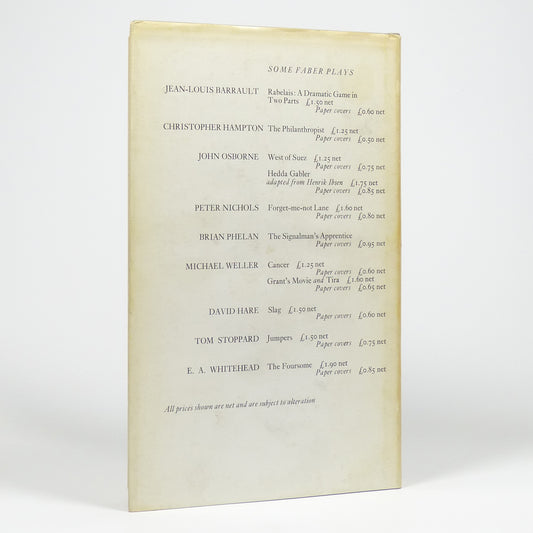 SOME FABER PLAYS
JEAN-LOUIS BARRAULT Rabelais: A Dramatic Game in
Two Parts £1.50 net
Paper covers £0.60 net
CHRISTOPHER HAMPTON The Philanthropist £1.25 net
Paper covers £0.50 net
JOHN OSBORNE West of Suez £1.25 net
Paper covers £0.75 net
Hedda Gabler
adapted from Henrik Ibsen £1.75 net
Paper covers £0.85 net
PETER NICHOLS Forget-me-not Lane £1.60 net
Paper covers £0.80 net
BRIAN PHELAN The Signalman's Apprentice
Paper covers £0.95 net
MICHAEL WELLER Cancer £1.25 net
Paper covers £0.60 net
Grant's Movie and Tira £1.60 net
Paper covers £0.65 net
DAVID HARE Slag £1.50 net
Paper covers £0.60 net
TOM STOPPARD Jumpers £1.50 net
Paper covers £0.75 net
E. A. WHITEHEAD The Foursome £1.90 net
Paper covers £0.85 net
All prices shown are net and are subject to alteration